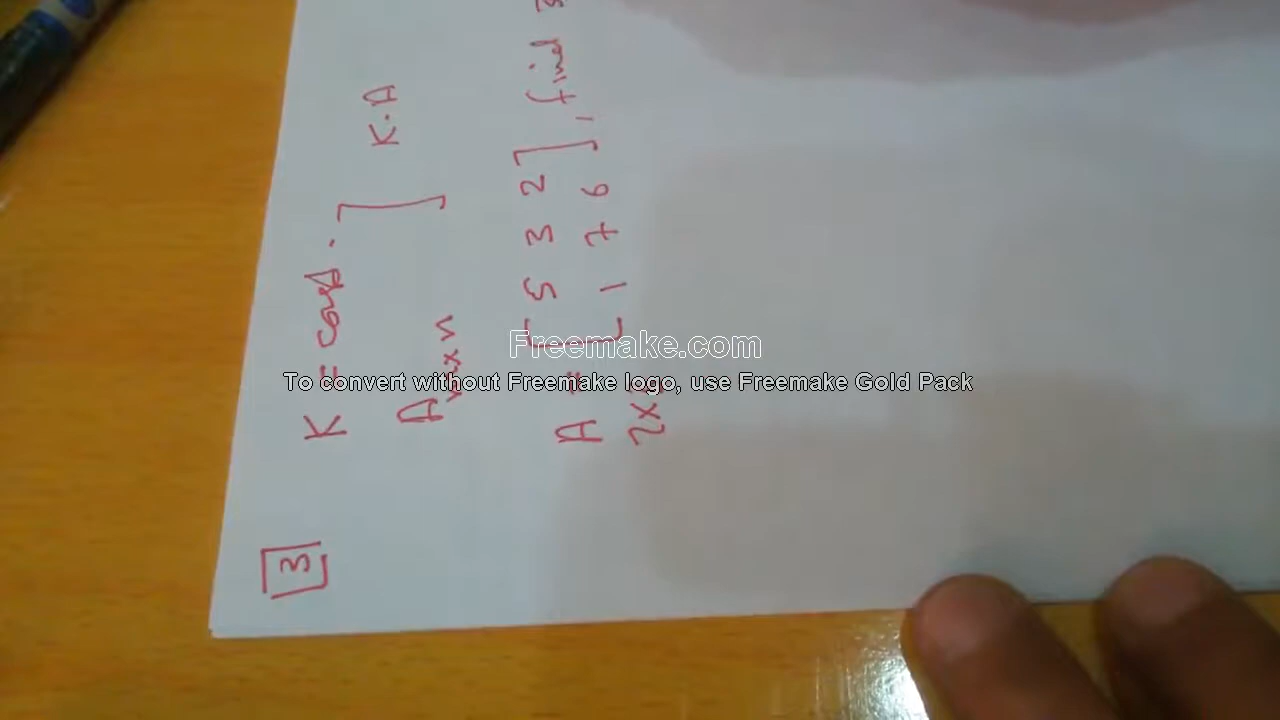 [3]
K = const. ] K.A
A m×n
A = [ 5 3 2 ], find 3
2× [ 1 7 6 ]
Freemake.com
To convert without Freemake logo, use Freemake Gold Pack